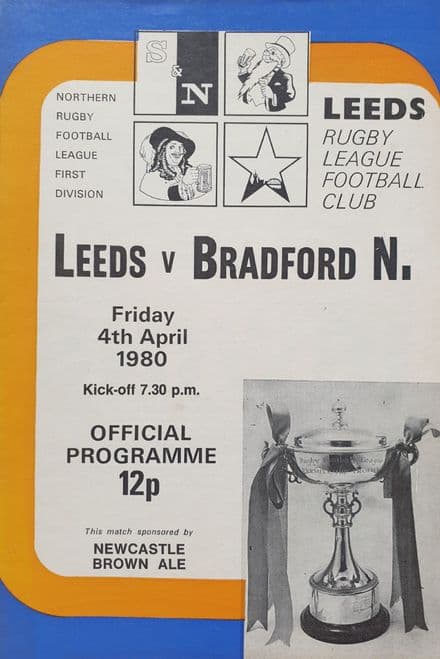 S
&
N
NORTHERN
RUGBY
FOOTBALL
LEAGUE
FIRST
DIVISION
LEEDS
RUGBY
LEAGUE
FOOTBALL
CLUB
LEEDS v BRADFORD N.
Friday
4th April
1980
Kick-off 7.30 p.m.
OFFICIAL
PROGRAMME
12p
This match sponsored by
NEWCASTLE
BROWN ALE